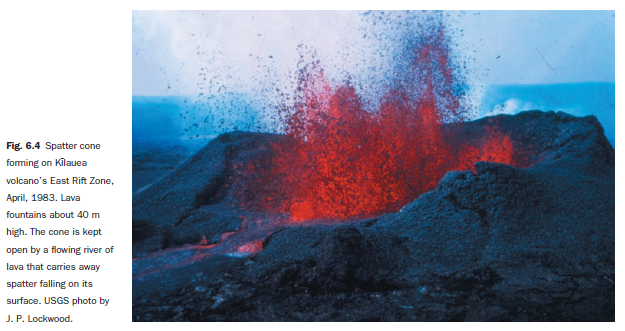 Fig. 6.4 Spatter cone
forming on Kīlauea
volcano's East Rift Zone,
April, 1983. Lava
fountains about 40 m
high. The cone is kept
open by a flowing river of
lava that carries away
spatter falling on its
surface. USGS photo by
J. P. Lockwood.